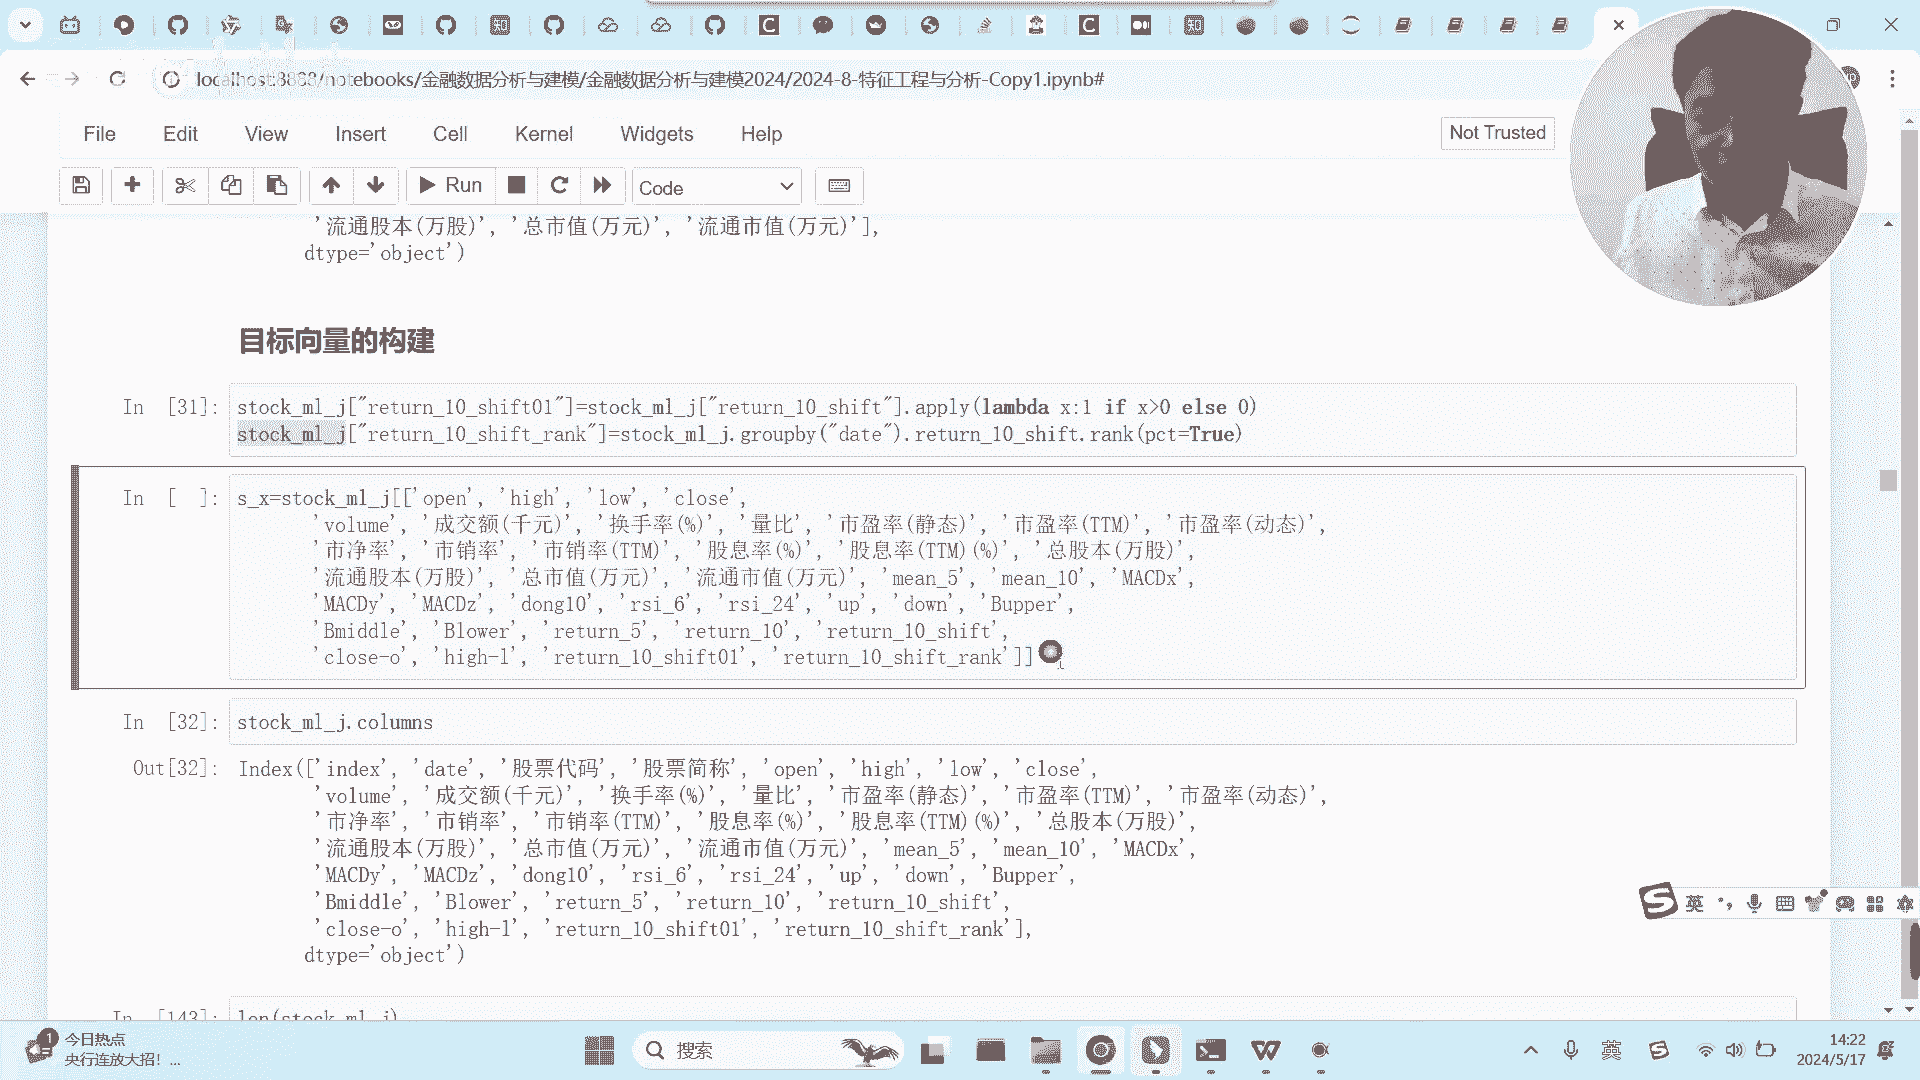 localhost:8888/notebooks/金融数据分析与建模/金融数据分析与建模2024/2024-8-特征工程与分析-Copy1.ipynb#
File Edit View Insert Cell Kernel Widgets Help
Not Trusted
Run
Code
'流通股本(万股)', '总市值(万元)', '流通市值(万元)'],
dtype='object')
目标向量的构建
In [31]: stock_ml_j["return_10_shift01"]=stock_ml_j["return_10_shift"].apply(lambda x:1 if x>0 else 0)
stock_ml_j["return_10_shift_rank"]=stock_ml_j.groupby("date").return_10_shift.rank(pct=True)
In [ ]: s_x=stock_ml_j[['open', 'high', 'low', 'close',
'volume', '成交额(千元)', '换手率(%)', '量比', '市盈率(静态)', '市盈率(TTM)', '市盈率(动态)',
'市净率', '市销率', '市销率(TTM)', '股息率(%)', '股息率(TTM)(%)', '总股本(万股)',
'流通股本(万股)', '总市值(万元)', '流通市值(万元)', 'mean_5', 'mean_10', 'MACDx',
'MACDy', 'MACDz', 'dong10', 'rsi_6', 'rsi_24', 'up', 'down', 'Bupper',
'Bmiddle', 'Blower', 'return_5', 'return_10', 'return_10_shift',
'close-o', 'high-l', 'return_10_shift01', 'return_10_shift_rank']]
In [32]: stock_ml_j.columns
Out[32]: Index(['index', 'date', '股票代码', '股票简称', 'open', 'high', 'low', 'close',
'volume', '成交额(千元)', '换手率(%)', '量比', '市盈率(静态)', '市盈率(TTM)', '市盈率(动态)',
'市净率', '市销率', '市销率(TTM)', '股息率(%)', '股息率(TTM)(%)', '总股本(万股)',
'流通股本(万股)', '总市值(万元)', '流通市值(万元)', 'mean_5', 'mean_10', 'MACDx',
'MACDy', 'MACDz', 'dong10', 'rsi_6', 'rsi_24', 'up', 'down', 'Bupper',
'Bmiddle', 'Blower', 'return_5', 'return_10', 'return_10_shift',
'close-o', 'high-l', 'return_10_shift01', 'return_10_shift_rank'],
dtype='object')
In [143]: len(stock_ml_j)
英
1
今日热点
央行连放大招！...
搜索
英
14:22
2024/5/17